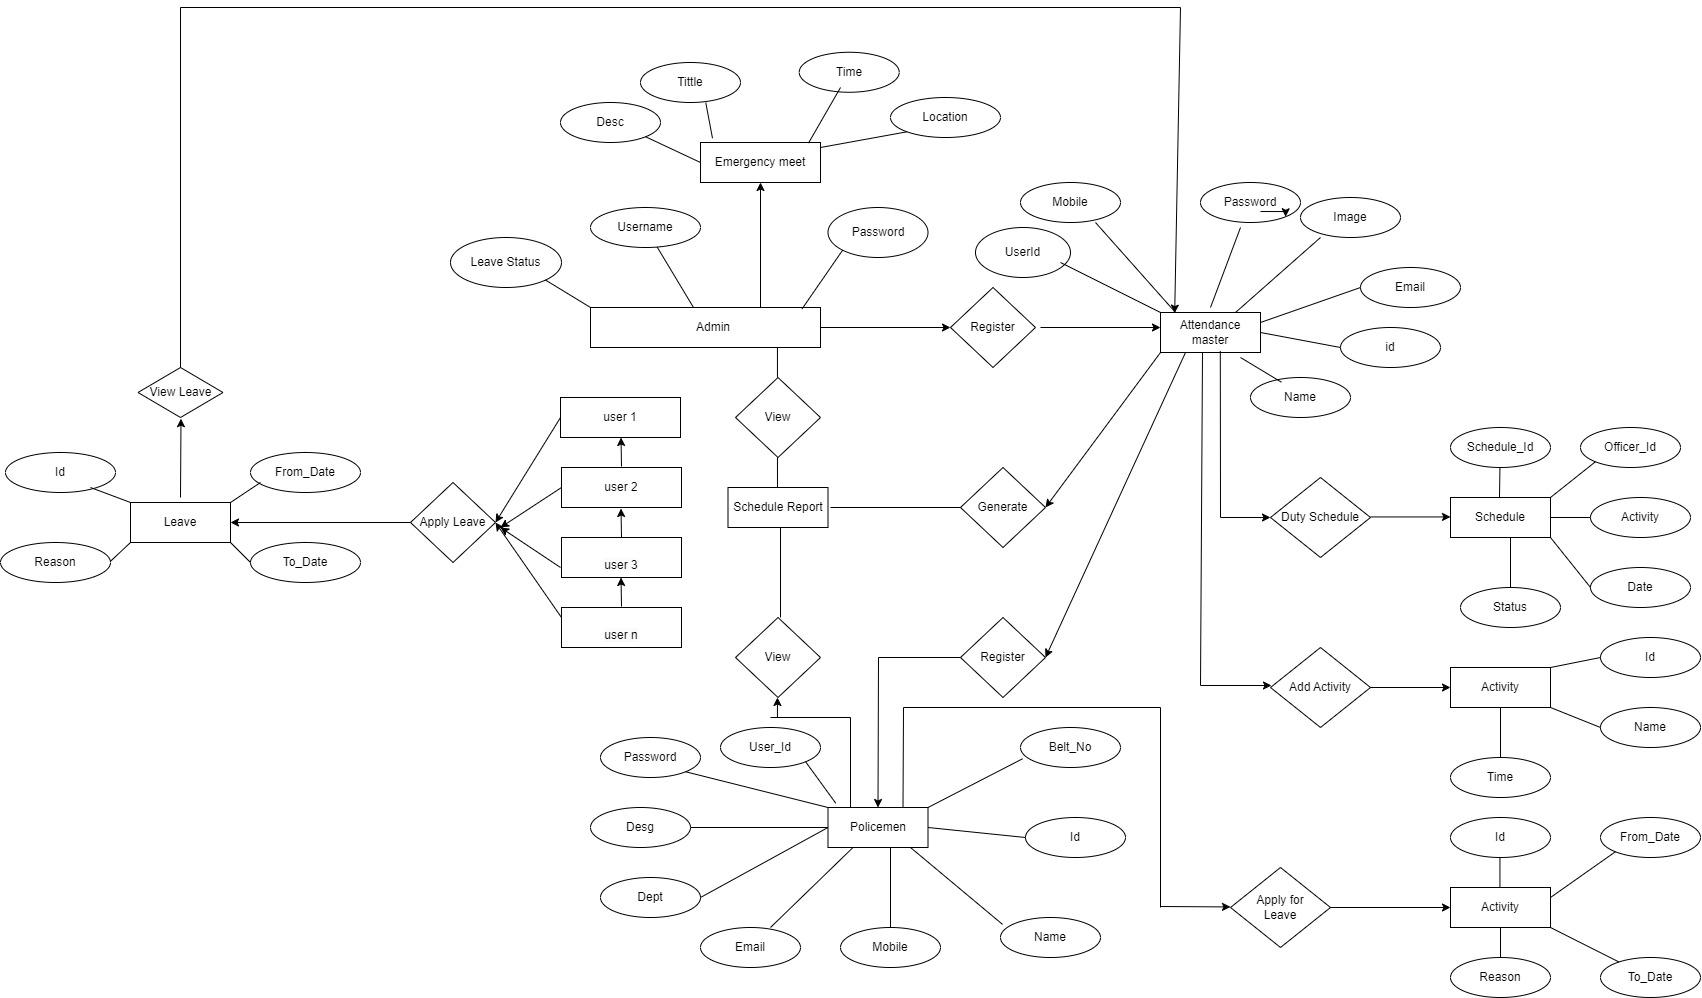 Time
Tittle
Location
Desc
Emergency meet
Mobile
Password
Image
Username
Password
UserId
Leave Status
Email
Admin
Register
Attendance
master
id
View Leave
Name
user 1
View
Id
From_Date
Schedule_Id
Officer_Id
user 2
Leave
Apply Leave
Schedule Report
Generate
Duty Schedule
Schedule
Activity
Reason
To_Date
user 3
Date
Status
user n
View
Register
Id
Add Activity
Activity
Name
User_Id
Belt_No
Password
Time
Desg
Policemen
Id
Id
From_Date
Dept
Apply for
Leave
Activity
Email
Mobile
Name
Reason
To_Date